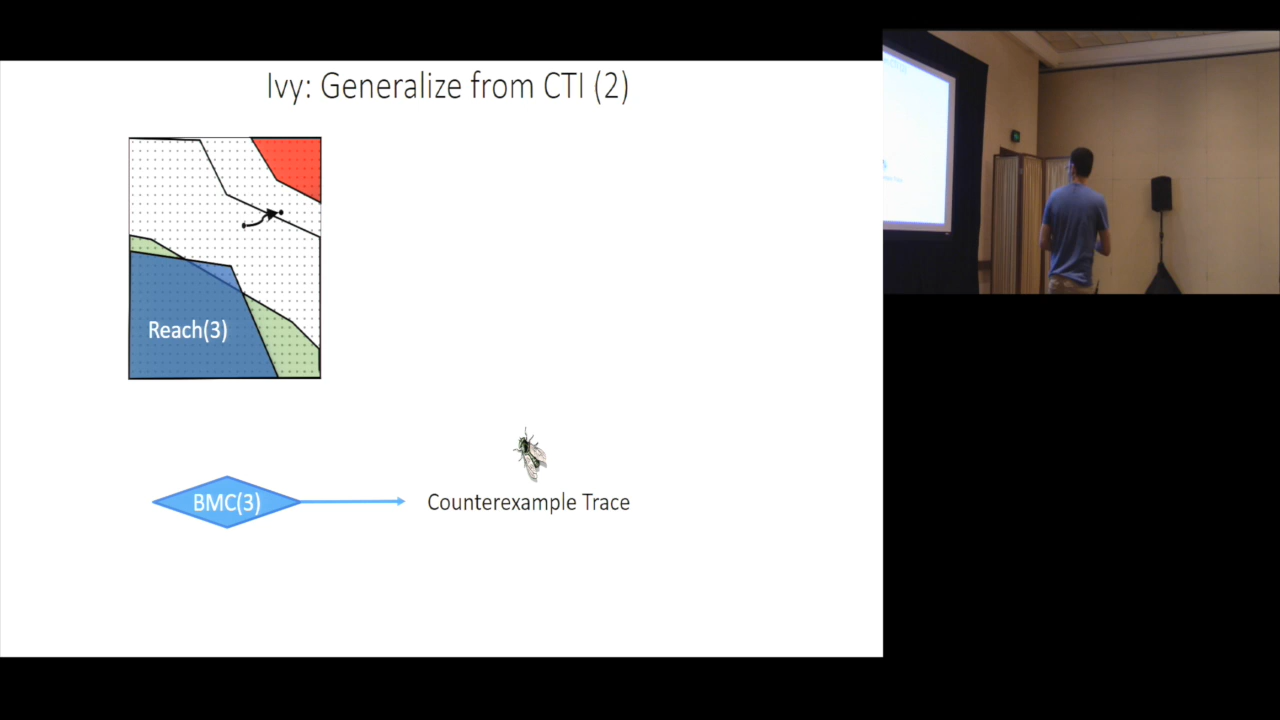 Ivy: Generalize from CTI (2)
Reach(3)
BMC(3)
Counterexample Trace